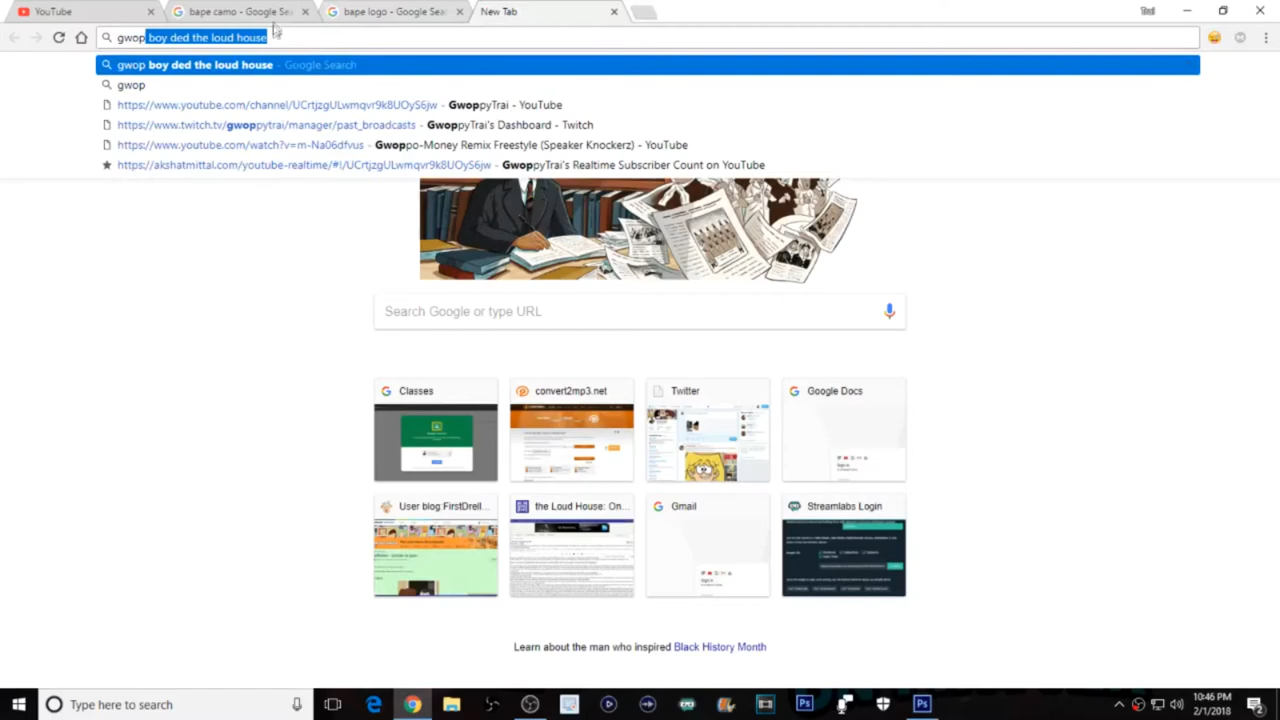 YouTube
bape camo - Google Sea
bape logo - Google Sea
New Tab
Trai
gwop boy ded the loud house
gwop boy ded the loud house - Google Search
gwop
https://www.youtube.com/channel/UCrtjzgULwmqvr9k8UOyS6jw - GwoppyTrai - YouTube
https://www.twitch.tv/gwoppytrai/manager/past_broadcasts - GwoppyTrai's Dashboard - Twitch
https://www.youtube.com/watch?v=m-Na06dfvus - Gwoppo-Money Remix Freestyle (Speaker Knockerz) - YouTube
https://akshatmittal.com/youtube-realtime/#!/UCrtjzgULwmqvr9k8UOyS6jw - GwoppyTrai's Realtime Subscriber Count on YouTube
Search Google or type URL
Classes
convert2mp3.net
Twitter
Google Docs
User blog:FirstDrell...
the Loud House: On...
Gmail
Streamlabs Login
Learn about the man who inspired Black History Month
Type here to search
10:46 PM
2/1/2018